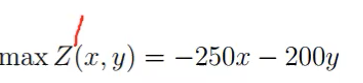 max Z(x, y) = −250x − 200y